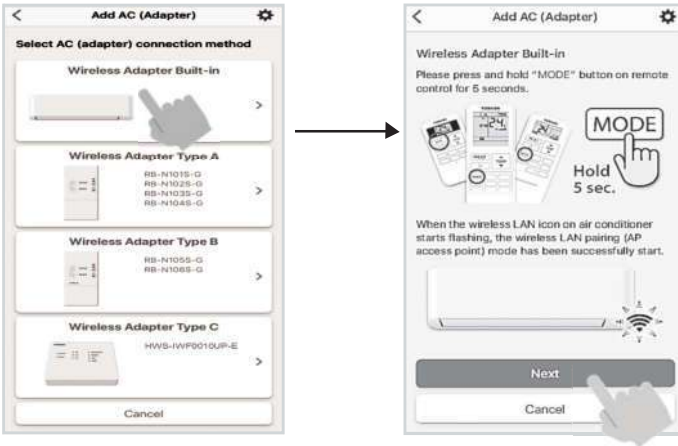 Add AC (Adapter)
Select AC (adapter) connection method
Wireless Adapter Built-in
Wireless Adapter Type A
RB-N101S-G
RB-N102S-G
RB-N103S-G
RB-N104S-G
Wireless Adapter Type B
RB-N105S-G
RB-N106S-G
Wireless Adapter Type C
HWS-IWF0010UP-E
Cancel
Add AC (Adapter)
Wireless Adapter Built-in
Please press and hold "MODE" button on remote
control for 5 seconds.
MODE
Hold
5 sec.
When the wireless LAN icon on air conditioner
starts flashing, the wireless LAN pairing (AP
access point) mode has been successfully start.
Next
Cancel